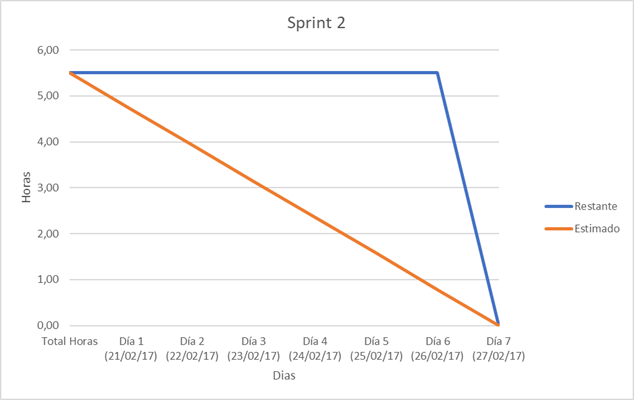 Sprint 2
6,00
5,00
4,00
3,00
2,00
1,00
0,00
Horas
Total Horas
Día 1
(21/02/17)
Día 2
(22/02/17)
Día 3
(23/02/17)
Día 4
(24/02/17)
Día 5
(25/02/17)
Día 6
(26/02/17)
Día 7
(27/02/17)
Dias
Restante
Estimado